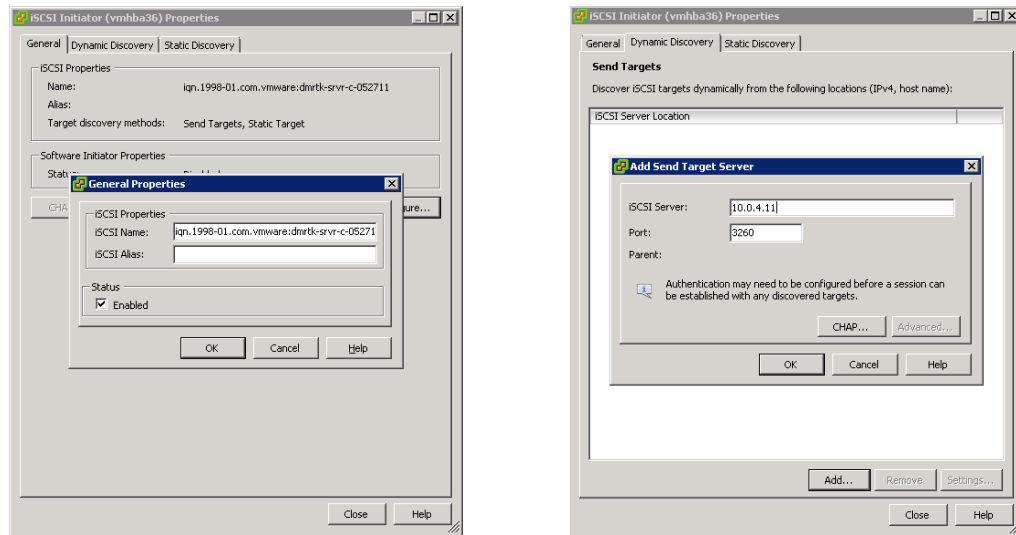 iSCSI Initiator (vmhba36) Properties
General Dynamic Discovery Static Discovery
iSCSI Properties
Name: iqn.1998-01.com.vmware:dmrtk-srvr-c-052711
Alias:
Target discovery methods: Send Targets, Static Target
Software Initiator Properties
General Properties
iSCSI Properties
iSCSI Name: iqn.1998-01.com.vmware:dmrtk-srvr-c-05271
iSCSI Alias:
Status
Enabled
OK Cancel Help
Close Help
iSCSI Initiator (vmhba36) Properties
General Dynamic Discovery Static Discovery
Send Targets
Discover iSCSI targets dynamically from the following locations (IPv4, host name):
iSCSI Server Location
Add Send Target Server
iSCSI Server: 10.0.4.11
Port: 3260
Parent:
Authentication may need to be configured before a session can
be established with any discovered targets.
CHAP... Advanced...
OK Cancel Help
Add... Remove Settings...
Close Help